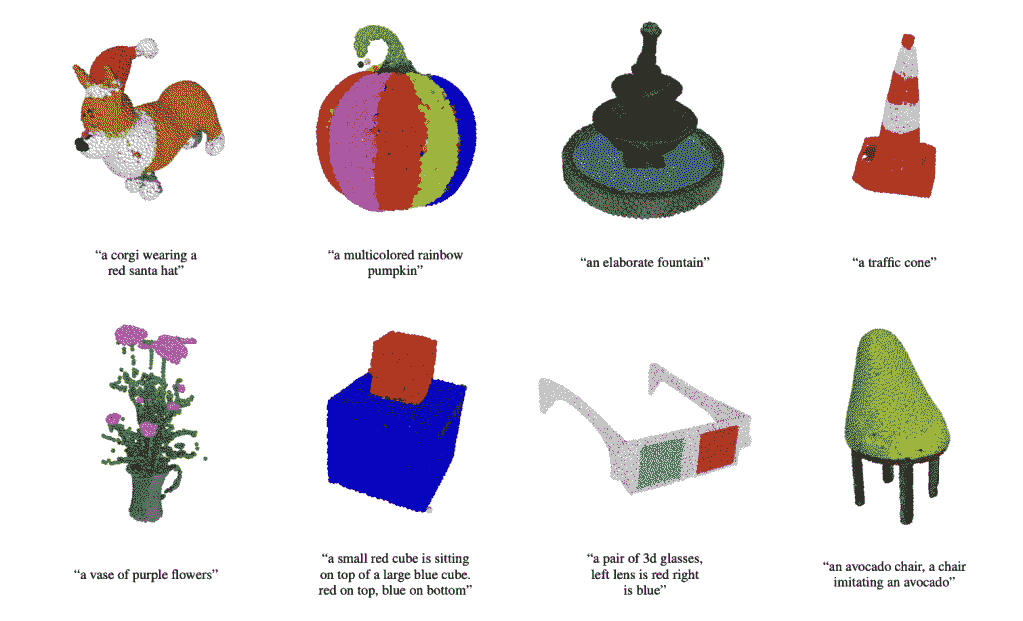 “a corgi wearing a
red santa hat”
“a multicolored rainbow
pumpkin”
“an elaborate fountain”
“a traffic cone”
“a vase of purple flowers”
“a small red cube is sitting
on top of a large blue cube.
red on top, blue on bottom”
“a pair of 3d glasses,
left lens is red right
is blue”
“an avocado chair, a chair
imitating an avocado”